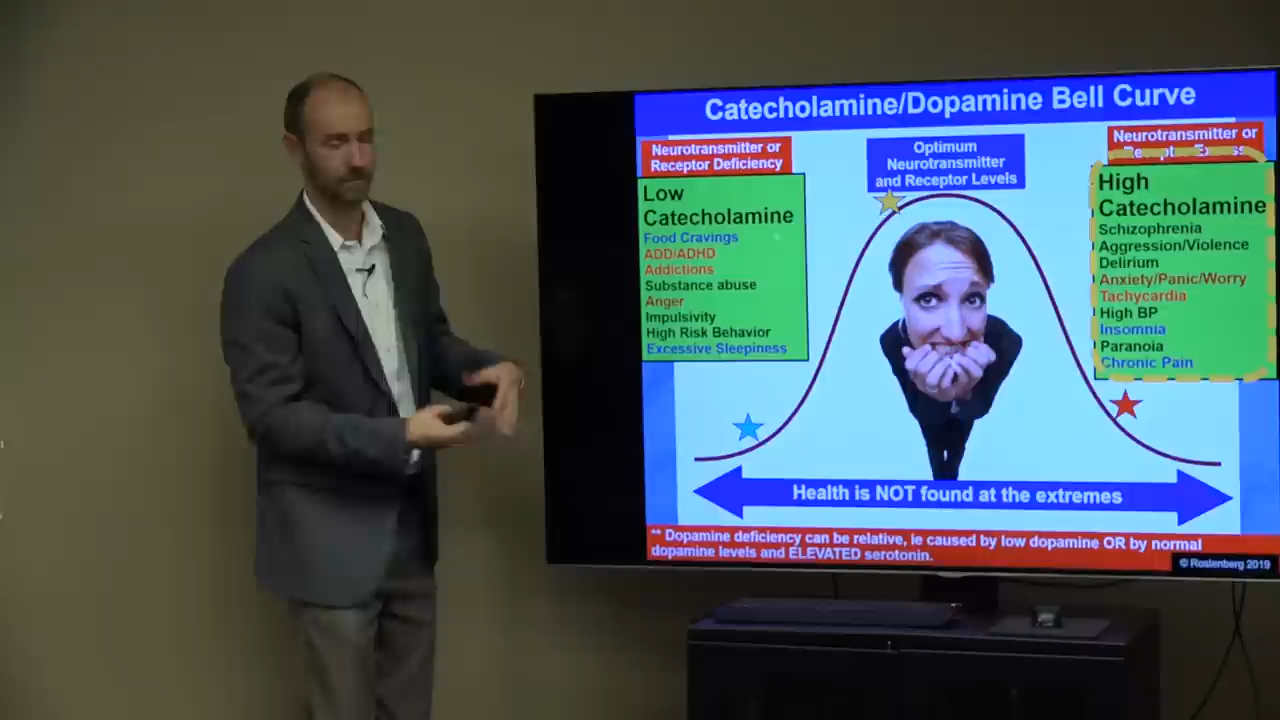 Catecholamine/Dopamine Bell Curve
Neurotransmitter or
Receptor Deficiency
Low
Catecholamine
Food Cravings
ADD/ADHD
Addictions
Substance abuse
Anger
Impulsivity
High Risk Behavior
Excessive Sleepiness
Optimum
Neurotransmitter
and Receptor Levels
Neurotransmitter or
High
Catecholamine
Schizophrenia
Aggression/Violence
Delirium
Anxiety/Panic/Worry
Tachycardia
High BP
Insomnia
Paranoia
Chronic Pain
Health is NOT found at the extremes
** Dopamine deficiency can be relative, ie caused by low dopamine OR by normal
dopamine levels and ELEVATED serotonin.
© Rostenberg 2019